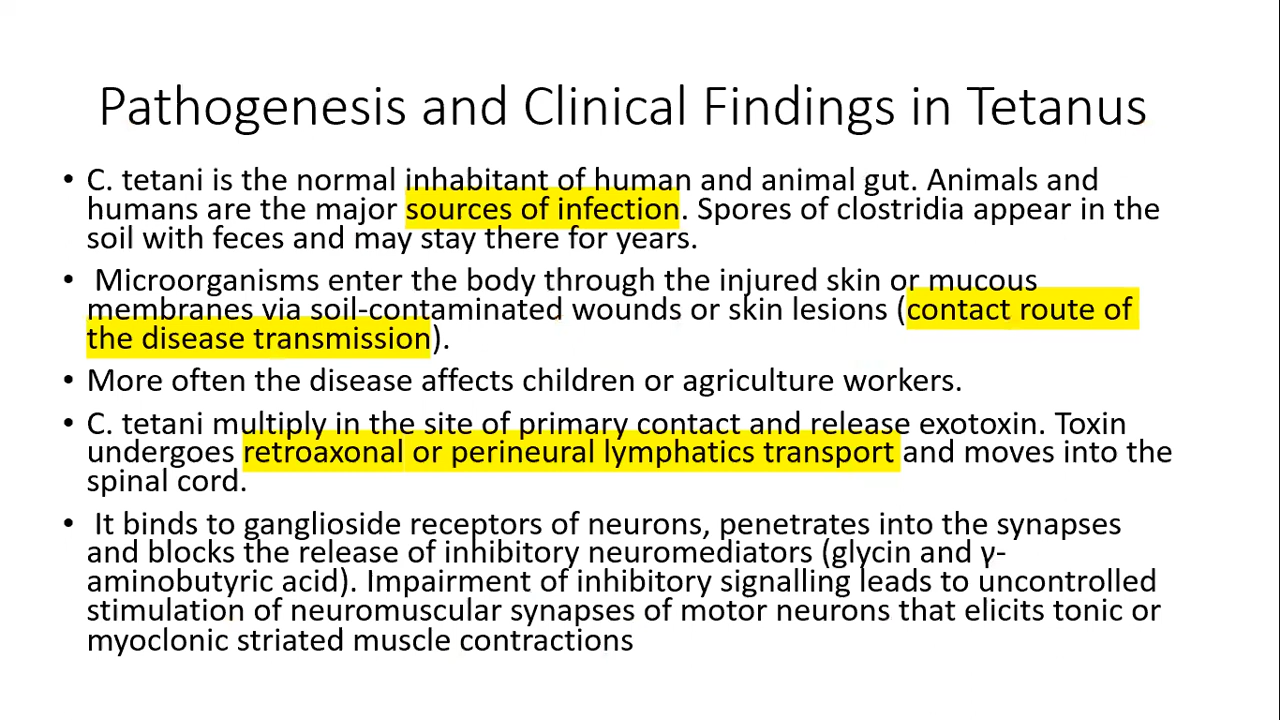 Pathogenesis and Clinical Findings in Tetanus
• C. tetani is the normal inhabitant of human and animal gut. Animals and
humans are the major sources of infection. Spores of clostridia appear in the
soil with feces and may stay there for years.
• Microorganisms enter the body through the injured skin or mucous
membranes via soil-contaminated wounds or skin lesions (contact route of
the disease transmission).
• More often the disease affects children or agriculture workers.
• C. tetani multiply in the site of primary contact and release exotoxin. Toxin
undergoes retroaxonal or perineural lymphatics transport and moves into the
spinal cord.
• It binds to ganglioside receptors of neurons, penetrates into the synapses
and blocks the release of inhibitory neuromediators (glycin and γ-
aminobutyric acid). Impairment of inhibitory signalling leads to uncontrolled
stimulation of neuromuscular synapses of motor neurons that elicits tonic or
myoclonic striated muscle contractions